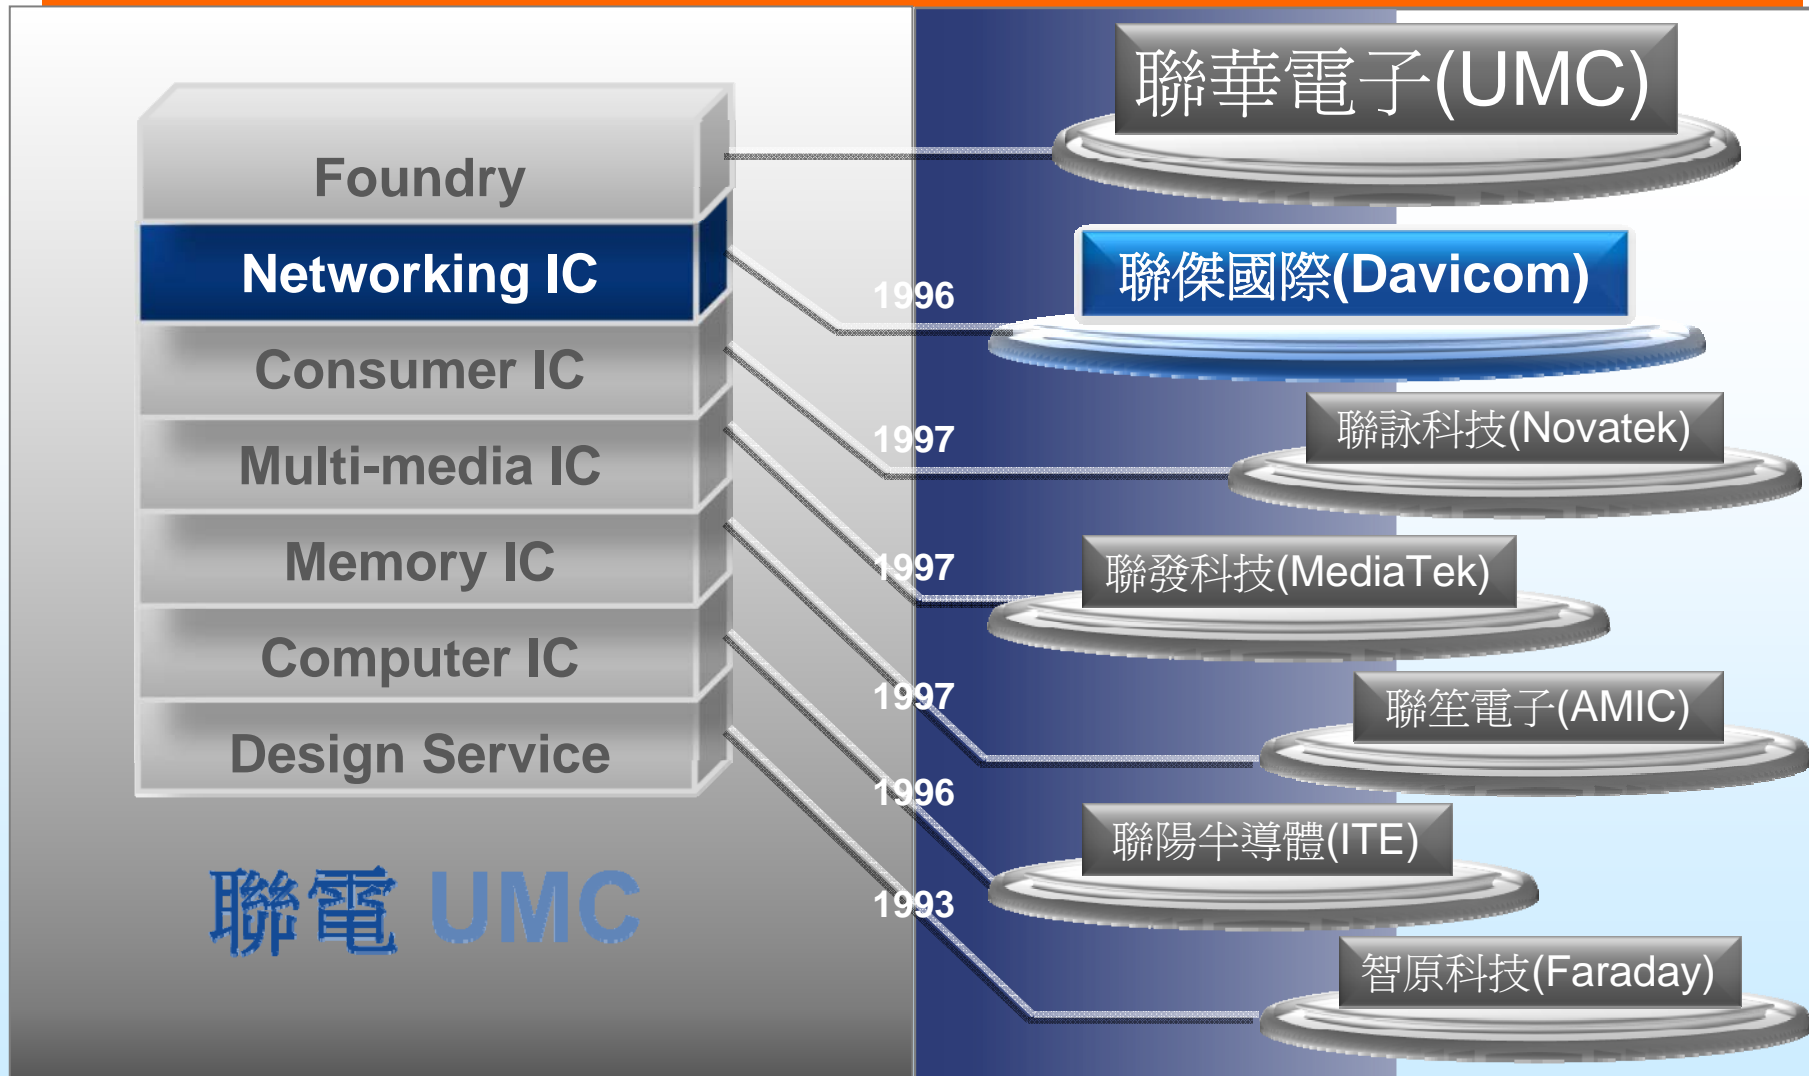 Foundry
Networking IC
Consumer IC
Multi-media IC
Memory IC
Computer IC
Design Service
聯電 UMC
聯華電子(UMC)
1996
聯傑國際(Davicom)
1997
聯詠科技(Novatek)
1997
聯發科技(MediaTek)
1997
聯笙電子(AMIC)
1996
聯陽半導體(ITE)
1993
智原科技(Faraday)